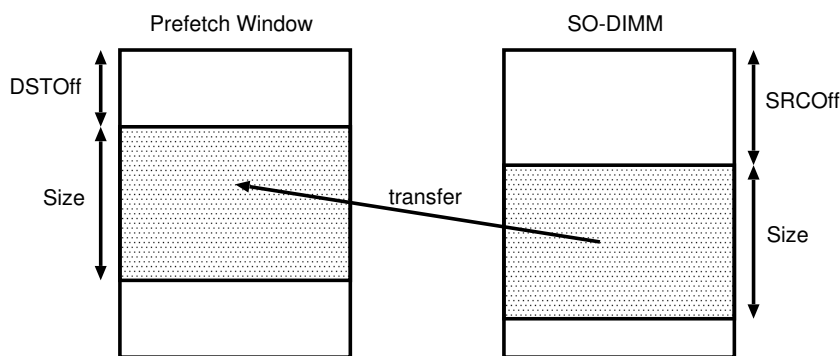 Prefetch Window
SO-DIMM
DSTOff
SRCOff
Size
transfer
Size